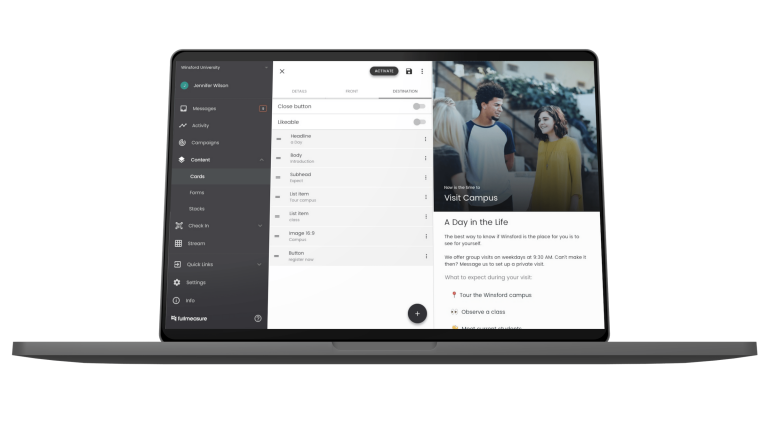 Winsford University
Jennifer Wilson
Messages
Activity
Campaigns
Content
Cards
Forms
Stacks
Check In
Stream
Quick Links
Settings
Info
fullmeasure
ACTIVATE
DETAILS
FRONT
DESTINATION
Close button
Likeable
Headline
a day
Body
introduction
Subhead
expect
List Item
Tour campus
List Item
class
Image 16:9
Campus
Button
register now
+
Now is the time to
Visit Campus
A Day in the Life
The best way to know if Winsford is the place for you is to
see for yourself.
We offer group visits on weekdays at 9:30 AM. Can't make it
then? Message us to set up a private visit.
What to expect during your visit:
Tour the Winsford campus
Observe a class
Meet current students